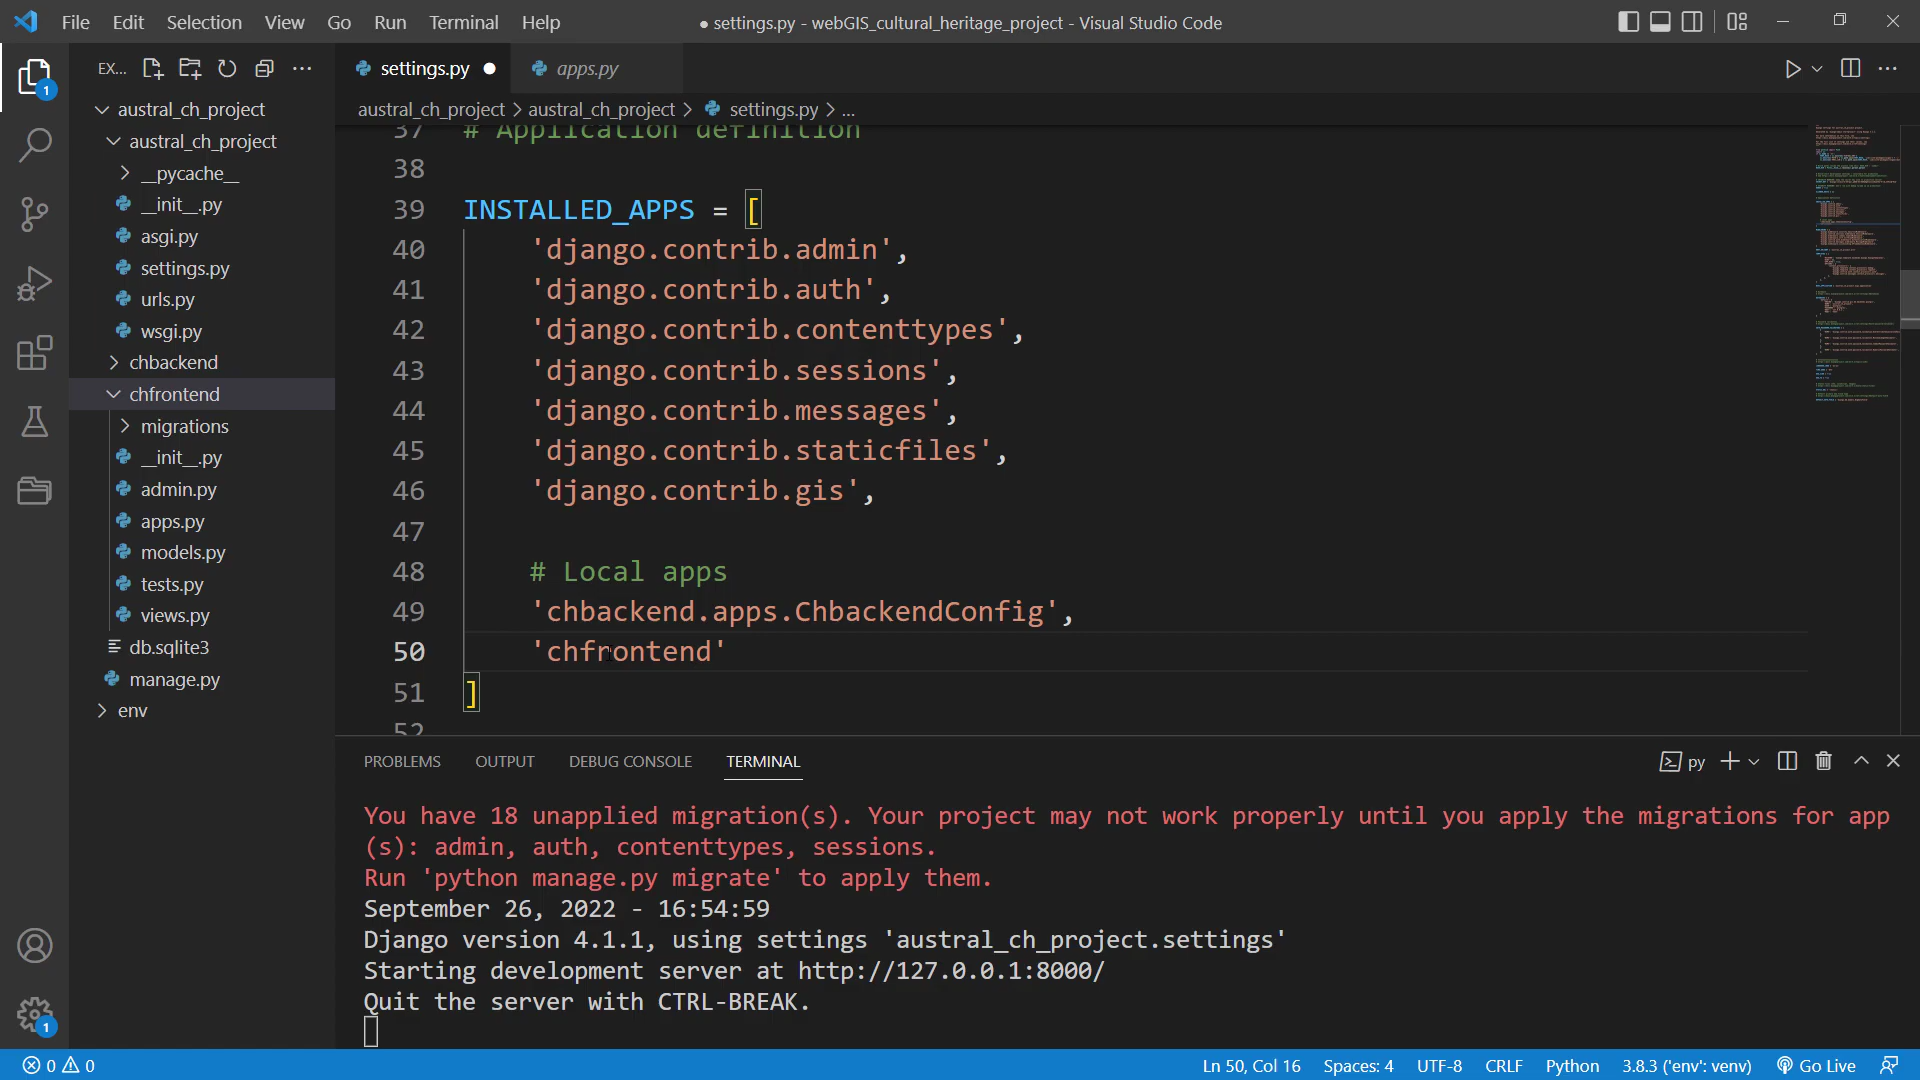 File Edit Selection View Go Run Terminal Help
● settings.py - webGIS_cultural_heritage_project - Visual Studio Code
EX...
settings.py
apps.py
1
austral_ch_project > austral_ch_project > settings.py > ...
austral_ch_project
austral_ch_project
__pycache__
__init__.py
asgi.py
settings.py
urls.py
wsgi.py
chbackend
chfrontend
migrations
__init__.py
admin.py
apps.py
models.py
tests.py
views.py
db.sqlite3
manage.py
env
37 # Application definition
38
39 INSTALLED_APPS = [
40 'django.contrib.admin',
41 'django.contrib.auth',
42 'django.contrib.contenttypes',
43 'django.contrib.sessions',
44 'django.contrib.messages',
45 'django.contrib.staticfiles',
46 'django.contrib.gis',
47
48 # Local apps
49 'chbackend.apps.ChbackendConfig',
50 'chfrontend'
51 ]
52
PROBLEMS OUTPUT DEBUG CONSOLE TERMINAL
py
You have 18 unapplied migration(s). Your project may not work properly until you apply the migrations for app
(s): admin, auth, contenttypes, sessions.
Run 'python manage.py migrate' to apply them.
September 26, 2022 - 16:54:59
Django version 4.1.1, using settings 'austral_ch_project.settings'
Starting development server at http://127.0.0.1:8000/
Quit the server with CTRL-BREAK.
1
0 0
Ln 50, Col 16 Spaces: 4 UTF-8 CRLF Python 3.8.3 ('env': venv) Go Live